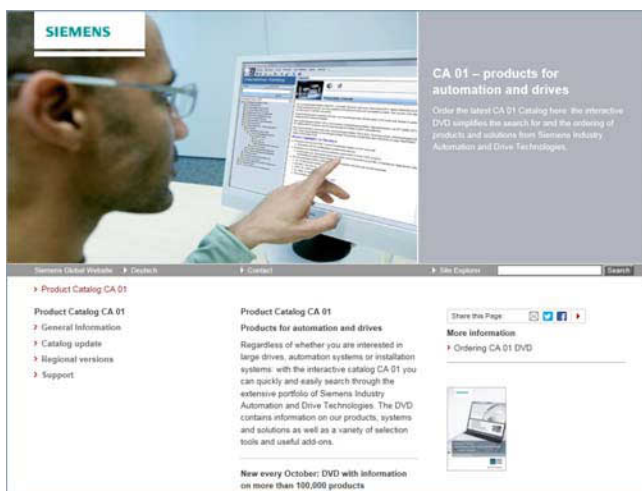 SIEMENS
CA 01 – products for
automation and drives
Order the latest CA 01 Catalog here: the interactive
DVD simplifies the search for and the ordering of
products and solutions from Siemens Industry
Automation and Drive Technologies.
Siemens Global Website
Deutsch
Contact
Site Explorer
Search
Product Catalog CA 01
Product Catalog CA 01
General Information
Catalog update
Regional versions
Support
Product Catalog CA 01
Products for automation and drives
Regardless of whether you are interested in
large drives, automation systems or installation
systems: with the interactive catalog CA 01 you
can quickly and easily search through the
extensive portfolio of Siemens Industry
Automation and Drive Technologies. The DVD
contains information on our products, systems
and solutions as well as a variety of selection
tools and useful add-ons.
New every October: DVD with information
on more than 100,000 products
Share this Page
More information
Ordering CA 01 DVD